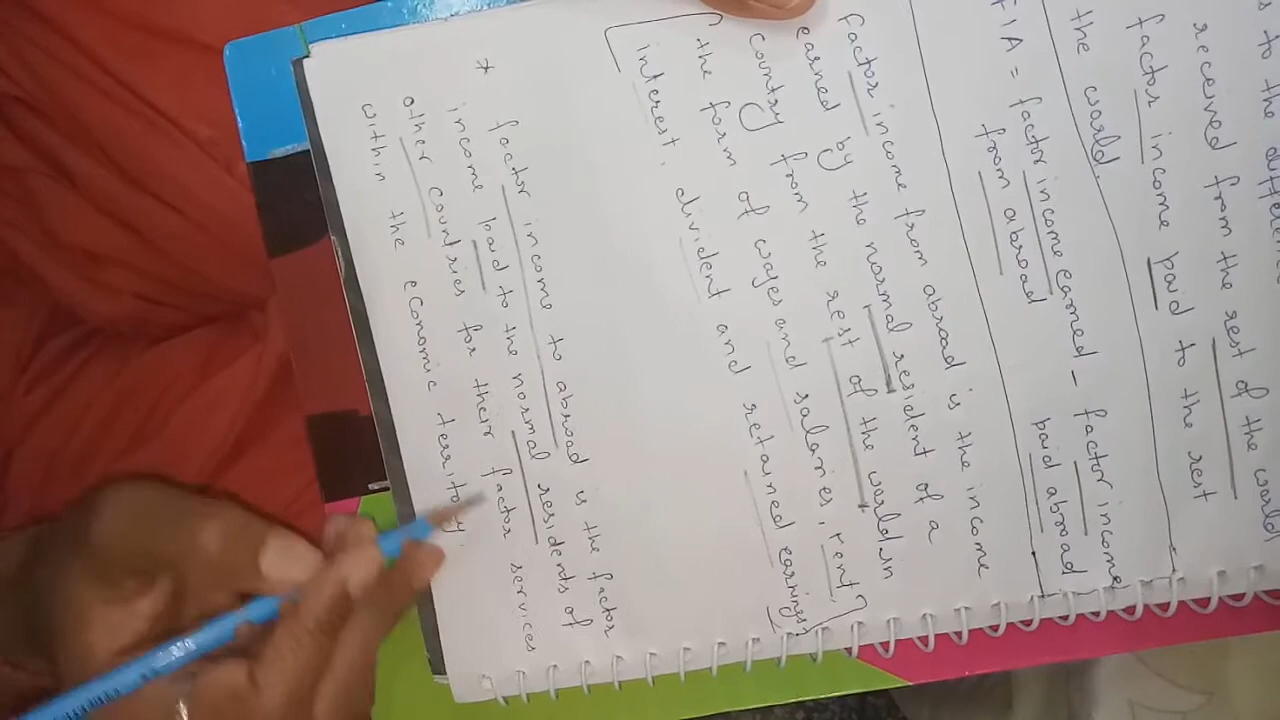 s to the differen
received from the rest of the world
factor income paid to the rest
the world.
FIA = factor income earned - factor income
from abroad paid abroad
factor income from abroad is the income
earned by the normal resident of a
country from the rest of the world in
the form of wages and salaries, rent,
interest, divident and retained earnings
* factor income to abroad is the factor
income paid to the normal residents of
other countries for their factor services
within the economic territory.